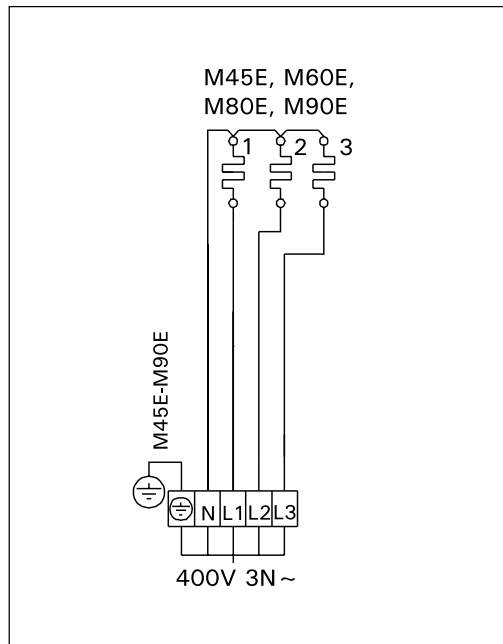 M45E, M60E,
M80E, M90E
1 2 3
M45E-M90E
N L1 L2 L3
400V 3N~